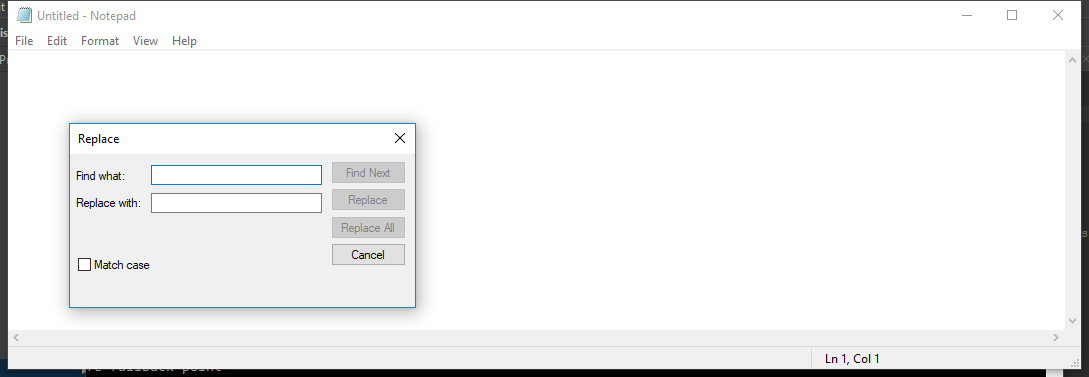 Untitled - Notepad
File Edit Format View Help
Replace
Find what: Find Next
Replace with: Replace
Replace All
Cancel
Match case
Ln 1, Col 1